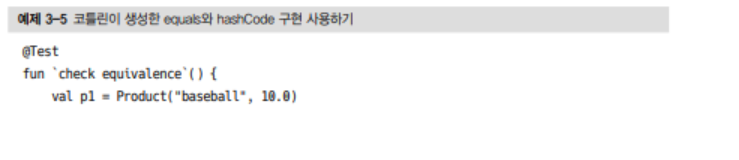 예제 3-5 코틀린이 생성한 equals와 hashCode 구현 사용하기
@Test
fun `check equivalence`() {
    val p1 = Product("baseball", 10.0)